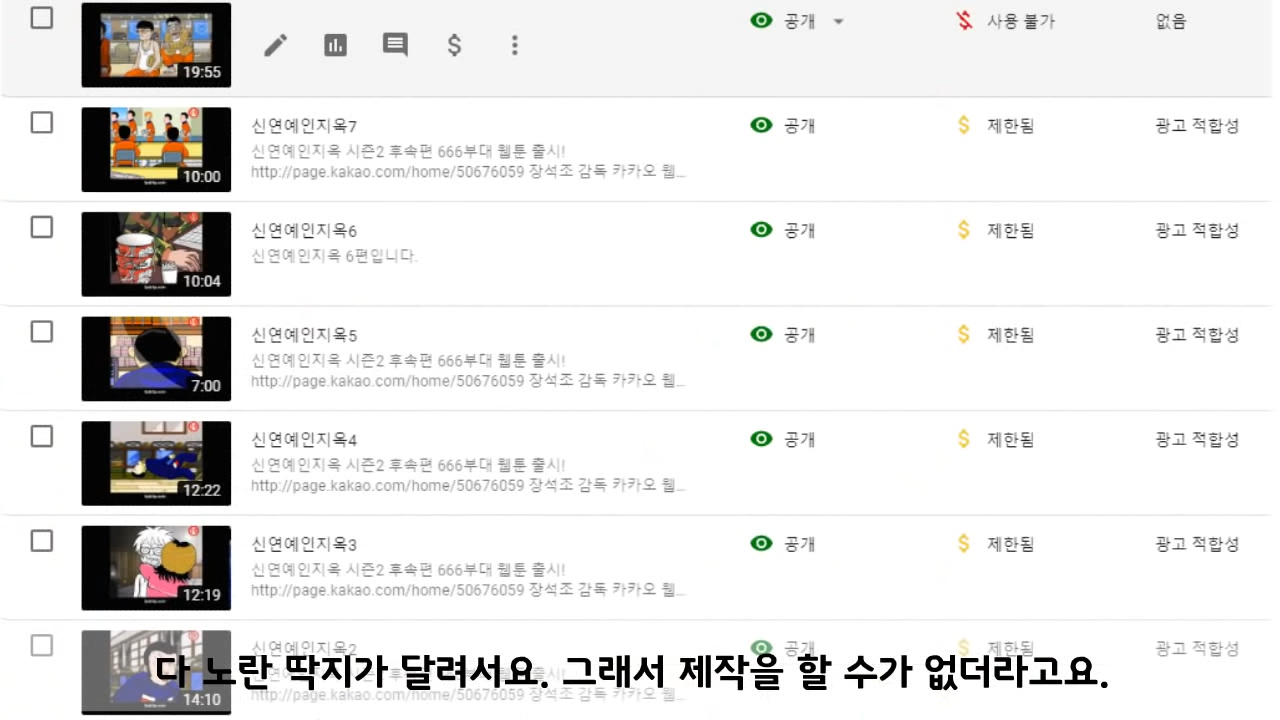 공개
사용 불가
없음
19:55
신연예인지옥7
공개
제한됨
광고 적합성
신연예인지옥 시즌2 후속편 666부대 웹툰 출시!
http://page.kakao.com/home/50676059 장석조 감독 카카오 웹...
10:00
신연예인지옥6
공개
제한됨
광고 적합성
신연예인지옥 6편입니다.
10:04
신연예인지옥5
공개
제한됨
광고 적합성
신연예인지옥 시즌2 후속편 666부대 웹툰 출시!
http://page.kakao.com/home/50676059 장석조 감독 카카오 웹...
7:00
신연예인지옥4
공개
제한됨
광고 적합성
신연예인지옥 시즌2 후속편 666부대 웹툰 출시!
http://page.kakao.com/home/50676059 장석조 감독 카카오 웹...
12:22
신연예인지옥3
공개
제한됨
광고 적합성
신연예인지옥 시즌2 후속편 666부대 웹툰 출시!
http://page.kakao.com/home/50676059 장석조 감독 카카오 웹...
12:19
신연예인지옥2
공개
제한됨
광고 적합성
다 노란 딱지가 달려서요. 그래서 제작을 할 수가 없더라고요.
14:10